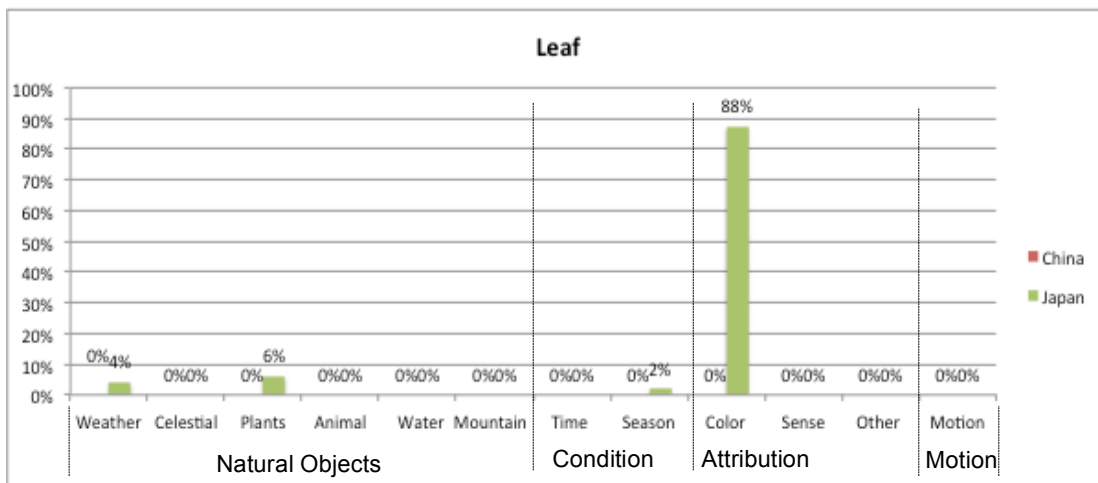 Leaf
100%
90%
80%
70%
60%
50%
40%
30%
20%
10%
0%
0% 4% 0% 0% 0% 6% 0% 0% 0% 0% 0% 0% 0% 0% 0% 2% 0% 88% 0% 0% 0% 0% 0% 0%
Weather Celestial Plants Animal Water Mountain Time Season Color Sense Other Motion
Natural Objects Condition Attribution Motion
China
Japan